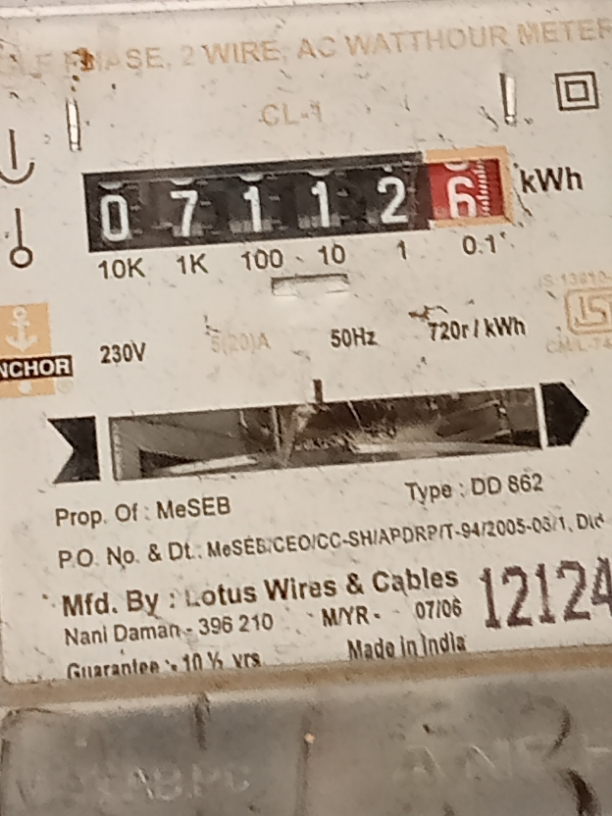 PHASE, 2 WIRE, AC WATTHOUR METER
CL-1
0 7 1 1 2 6 kWh
10K 1K 100 10 1 0.1
230V 5(20)A 50Hz 720r / kWh
NCHOR
Prop. Of : MeSEB Type : DD 862
P.O. No. & Dt.: MeSEB/CEO/CC-SH/APDRP/T-94/2005-06/1, Dtd
Mfd. By : Lotus Wires & Cables 12124
Nani Daman - 396 210 M/YR - 07/06
Guarantee :- 10 ½ yrs Made in India